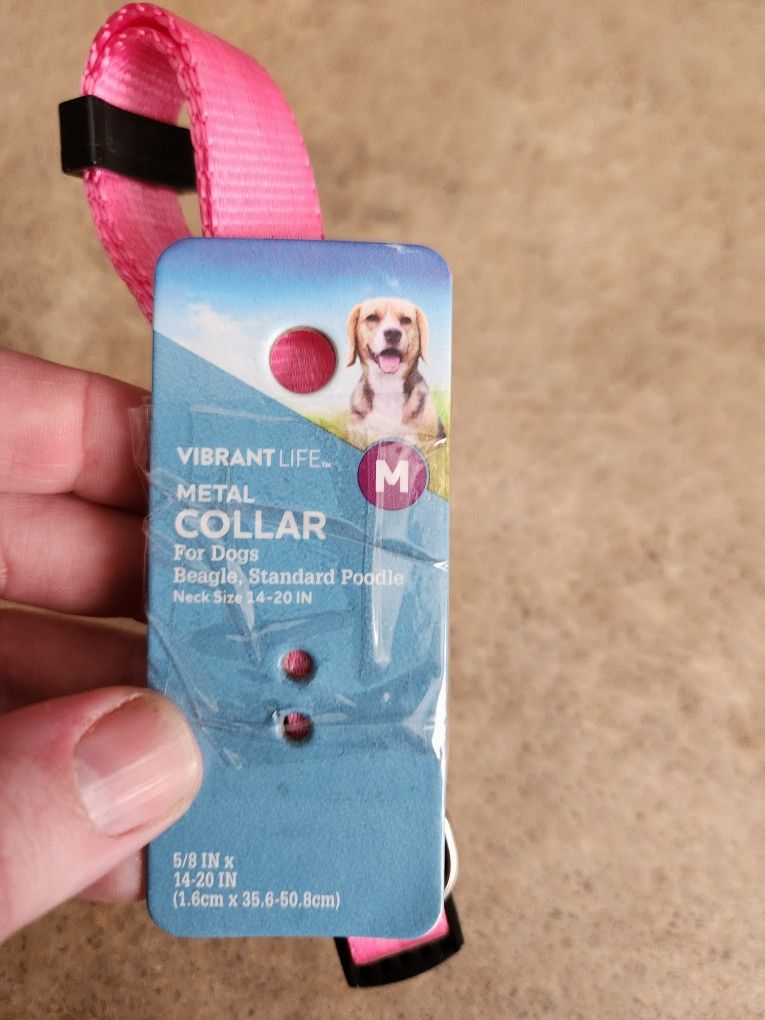 VIBRANT LIFE™
M
METAL
COLLAR
For Dogs
Beagle, Standard Poodle
Neck Size 14-20 IN
5/8 IN x
14-20 IN
(1.6cm x 35.6-50.8cm)